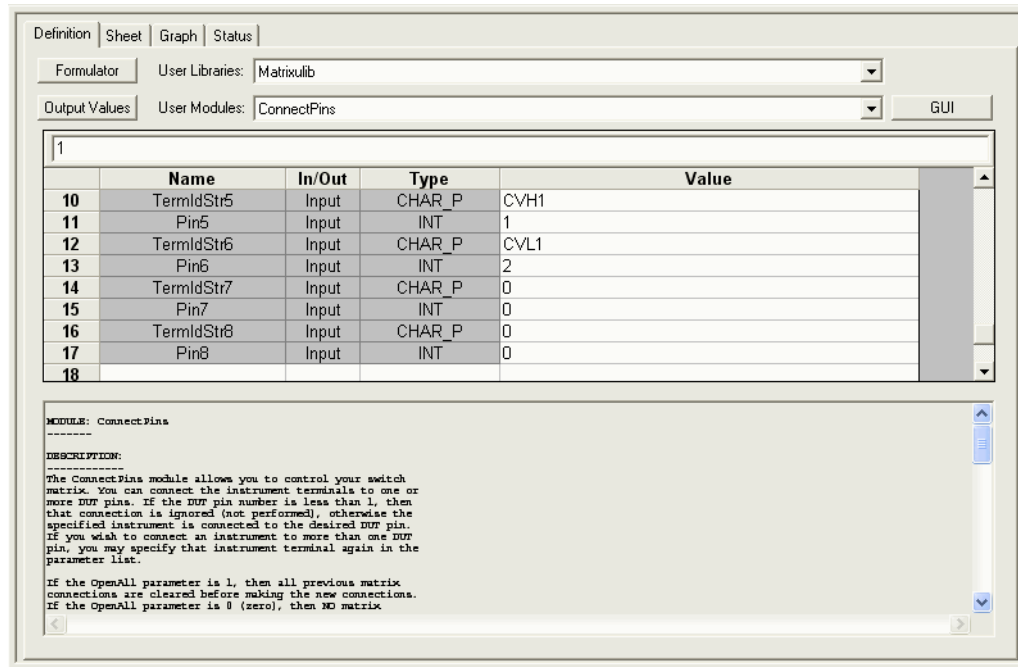 Definition Sheet Graph Status
Formulator User Libraries: Matrixulib
Output Values User Modules: ConnectPins GUI
1
Name In/Out Type Value
10 TermIdStr5 Input CHAR_P CVH1
11 Pin5 Input INT 1
12 TermIdStr6 Input CHAR_P CVL1
13 Pin6 Input INT 2
14 TermIdStr7 Input CHAR_P 0
15 Pin7 Input INT 0
16 TermIdStr8 Input CHAR_P 0
17 Pin8 Input INT 0
18
MODULE: ConnectPins
-------
DESCRIPTION:
------------
The ConnectPins module allows you to control your switch
matrix. You can connect the instrument terminals to one or
more DUT pins. If the DUT pin number is less than 1, then
that connection is ignored (not performed), otherwise the
specified instrument is connected to the desired DUT pin.
If you wish to connect an instrument to more than one DUT
pin, you may specify that instrument terminal again in the
parameter list.
If the OpenAll parameter is 1, then all previous matrix
connections are cleared before making the new connections.
If the OpenAll parameter is 0 (zero), then NO matrix